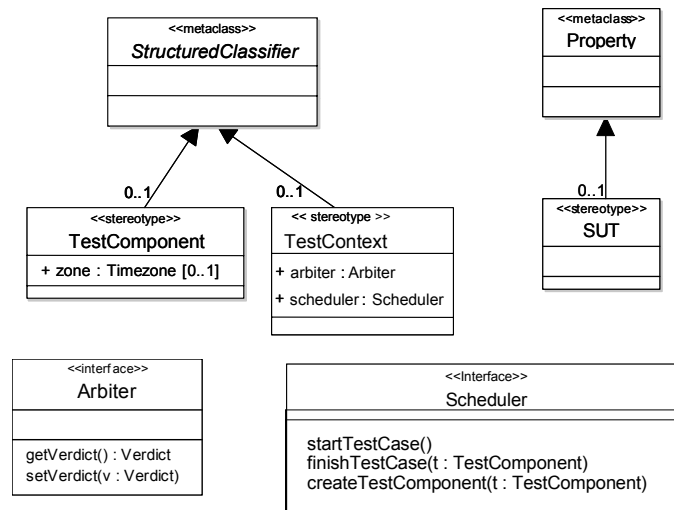 <<metaclass>>
StructuredClassifier
<<metaclass>>
Property
0..1
0..1
0..1
<<stereotype>>
TestComponent
+ zone : Timezone [0..1]
<< stereotype >>
TestContext
+ arbiter : Arbiter
+ scheduler : Scheduler
<<stereotype>>
SUT
<<interface>>
Arbiter
getVerdict() : Verdict
setVerdict(v : Verdict)
<<Interface>>
Scheduler
startTestCase()
finishTestCase(t : TestComponent)
createTestComponent(t : TestComponent)